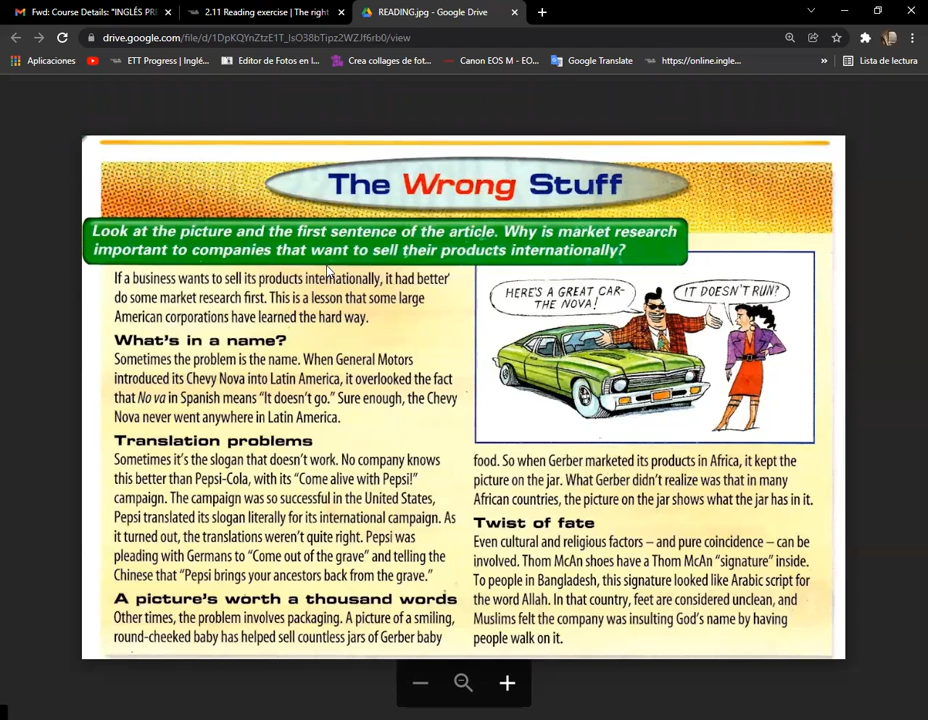 Fwd: Course Details: "INGLÉS PR
2.11 Reading exercise | The right
READING.jpg - Google Drive
drive.google.com/file/d/1DpKQYnZtzE1T_IsO38bTipz2WZJf6rb0/view
Aplicaciones
ETT Progress | Inglé...
Editor de Fotos en l...
Crea collages de fot...
Canon EOS M - EO...
Google Translate
https://online.ingle...
»
Lista de lectura
The Wrong Stuff
Look at the picture and the first sentence of the article. Why is market research
important to companies that want to sell their products internationally?
If a business wants to sell its products internationally, it had better
do some market research first. This is a lesson that some large
American corporations have learned the hard way.
What's in a name?
Sometimes the problem is the name. When General Motors
introduced its Chevy Nova into Latin America, it overlooked the fact
that No va in Spanish means "It doesn't go." Sure enough, the Chevy
Nova never went anywhere in Latin America.
Translation problems
Sometimes it's the slogan that doesn't work. No company knows
this better than Pepsi-Cola, with its "Come alive with Pepsi!"
campaign. The campaign was so successful in the United States,
Pepsi translated its slogan literally for its international campaign. As
it turned out, the translations weren't quite right. Pepsi was
pleading with Germans to "Come out of the grave" and telling the
Chinese that "Pepsi brings your ancestors back from the grave."
A picture's worth a thousand words
Other times, the problem involves packaging. A picture of a smiling,
round-cheeked baby has helped sell countless jars of Gerber baby
HERE'S A GREAT CAR-
THE NOVA!
IT DOESN'T RUN?
food. So when Gerber marketed its products in Africa, it kept the
picture on the jar. What Gerber didn't realize was that in many
African countries, the picture on the jar shows what the jar has in it.
Twist of fate
Even cultural and religious factors – and pure coincidence – can be
involved. Thom McAn shoes have a Thom McAn "signature" inside.
To people in Bangladesh, this signature looked like Arabic script for
the word Allah. In that country, feet are considered unclean, and
Muslims felt the company was insulting God's name by having
people walk on it.